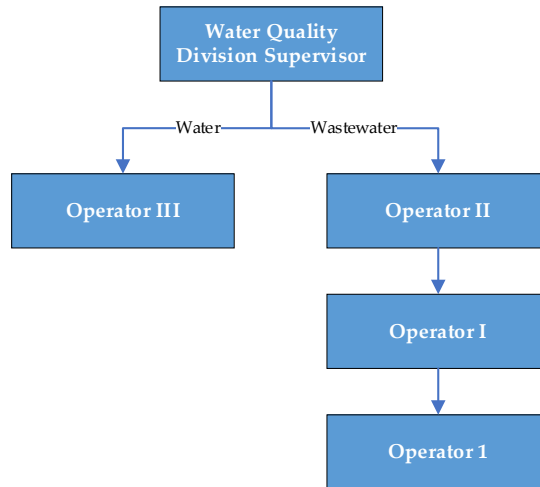 Water Quality
Division Supervisor
Water
Wastewater
Operator III
Operator II
Operator I
Operator 1